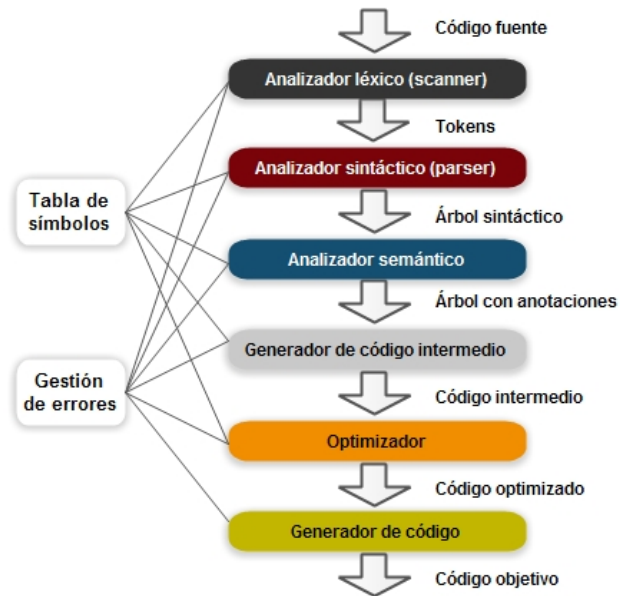 Código fuente
Analizador léxico (scanner)
Tokens
Analizador sintáctico (parser)
Tabla de
símbolos
Árbol sintáctico
Analizador semántico
Árbol con anotaciones
Generador de código intermedio
Gestión
de errores
Código intermedio
Optimizador
Código optimizado
Generador de código
Código objetivo